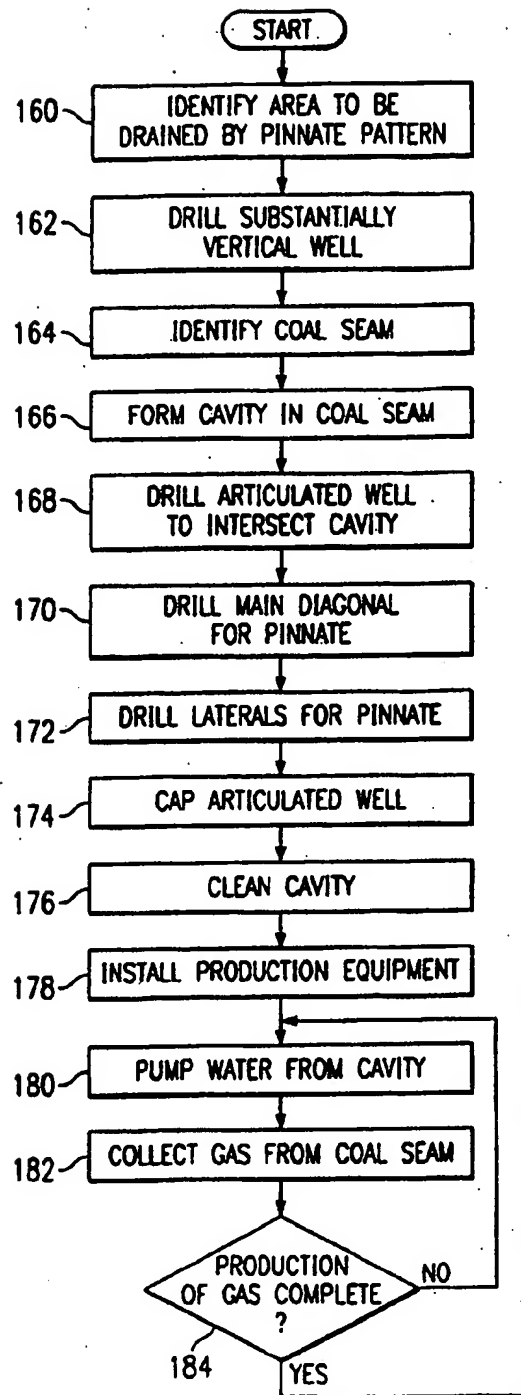 START
160
IDENTIFY AREA TO BE
DRAINED BY PINNATE PATTERN
162
DRILL SUBSTANTIALLY
VERTICAL WELL
164
IDENTIFY COAL SEAM
166
FORM CAVITY IN COAL SEAM
168
DRILL ARTICULATED WELL
TO INTERSECT CAVITY
170
DRILL MAIN DIAGONAL
FOR PINNATE
172
DRILL LATERALS FOR PINNATE
174
CAP ARTICULATED WELL
176
CLEAN CAVITY
178
INSTALL PRODUCTION EQUIPMENT
180
PUMP WATER FROM CAVITY
182
COLLECT GAS FROM COAL SEAM
PRODUCTION
OF GAS COMPLETE
?
NO
184
YES